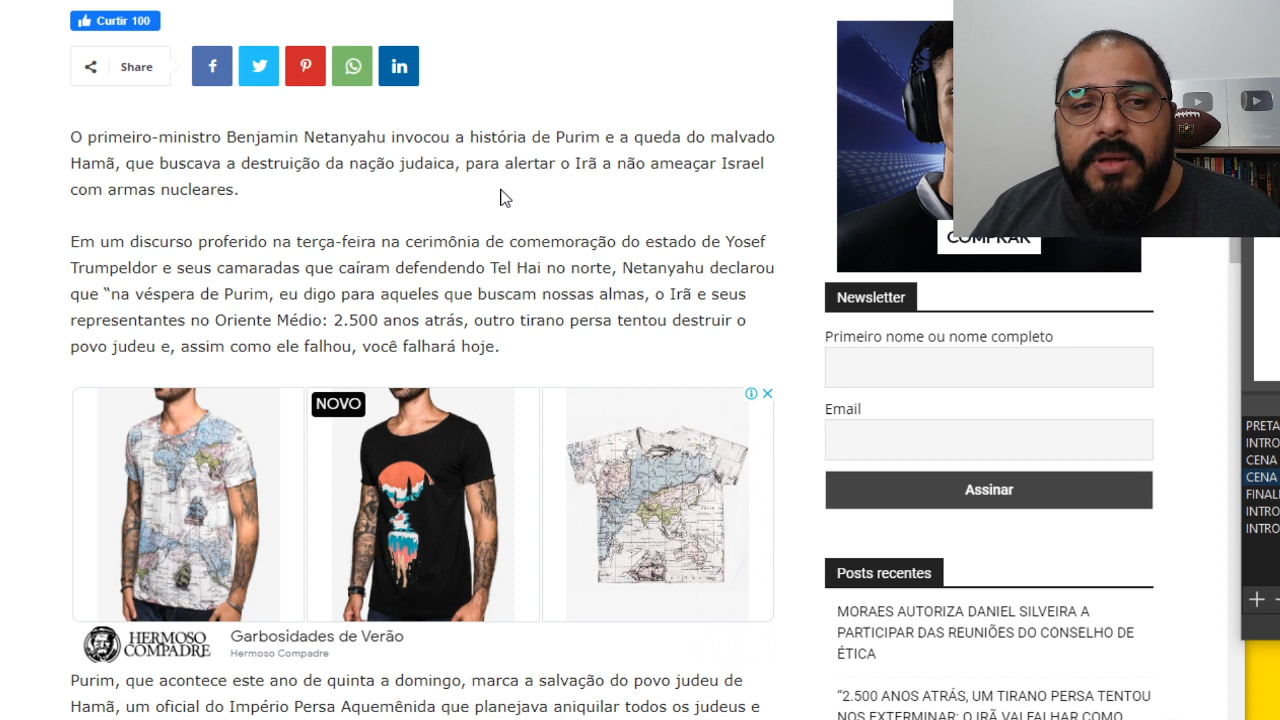 Curtir 100
Share
O primeiro-ministro Benjamin Netanyahu invocou a história de Purim e a queda do malvado
Hamã, que buscava a destruição da nação judaica, para alertar o Irã a não ameaçar Israel
com armas nucleares.
Em um discurso proferido na terça-feira na cerimônia de comemoração do estado de Yosef
Trumpeldor e seus camaradas que caíram defendendo Tel Hai no norte, Netanyahu declarou
que “na véspera de Purim, eu digo para aqueles que buscam nossas almas, o Irã e seus
representantes no Oriente Médio: 2.500 anos atrás, outro tirano persa tentou destruir o
povo judeu e, assim como ele falhou, você falhará hoje.
NOVO
HERMOSO
COMPADRE
Garbosidades de Verão
Hermoso Compadre
Purim, que acontece este ano de quinta a domingo, marca a salvação do povo judeu de
Hamã, um oficial do Império Persa Aquemênida que planejava aniquilar todos os judeus e
COMPRAR
Newsletter
Primeiro nome ou nome completo
Email
Assinar
Posts recentes
MORAES AUTORIZA DANIEL SILVEIRA A
PARTICIPAR DAS REUNIÕES DO CONSELHO DE
ÉTICA
“2.500 ANOS ATRÁS, UM TIRANO PERSA TENTOU
NOS EXTERMINAR; O IRÃ VAI FALHAR COMO
PRETA
INTRO
CENA
CENA
FINALI
INTRO
INTRO